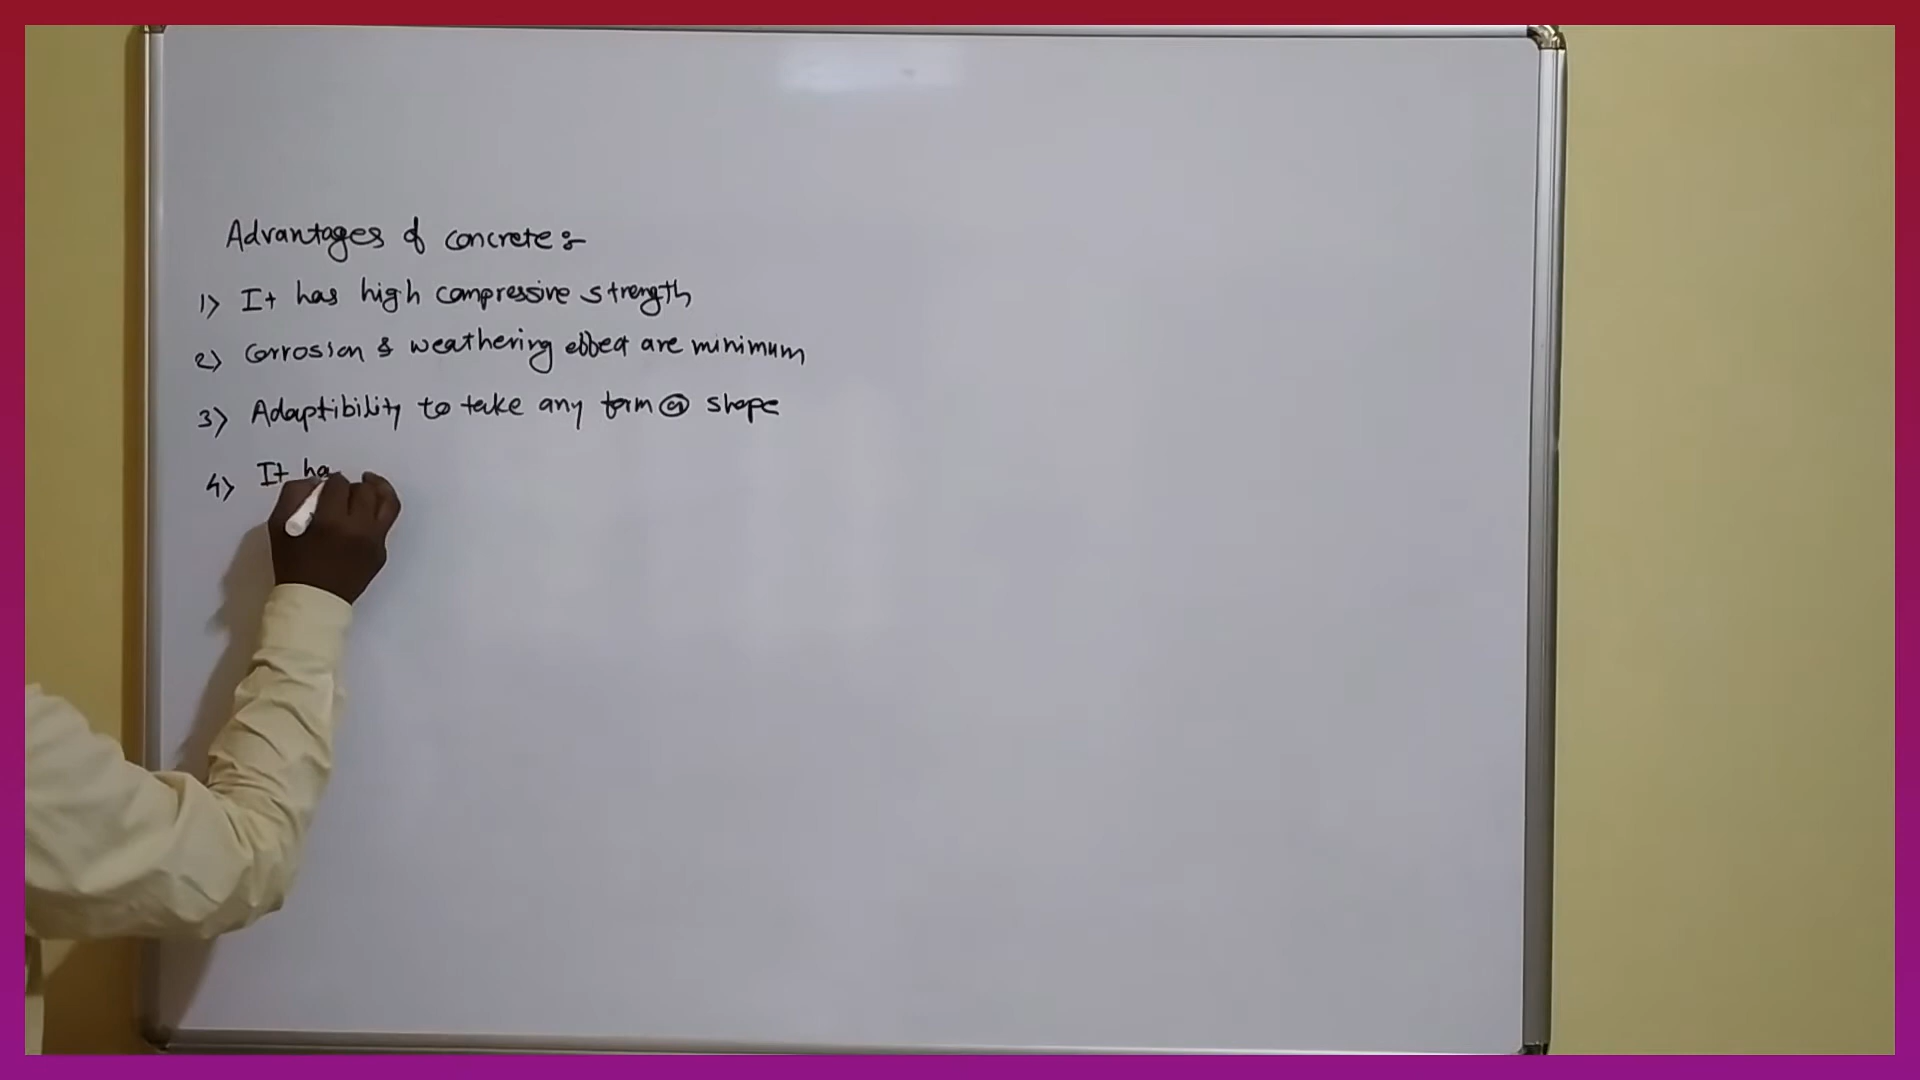 Advantages of concrete :-
1) It has high compressive strength
2) Corrosion & weathering effect are minimum
3) Adaptibility to take any form or shape
4) It ha